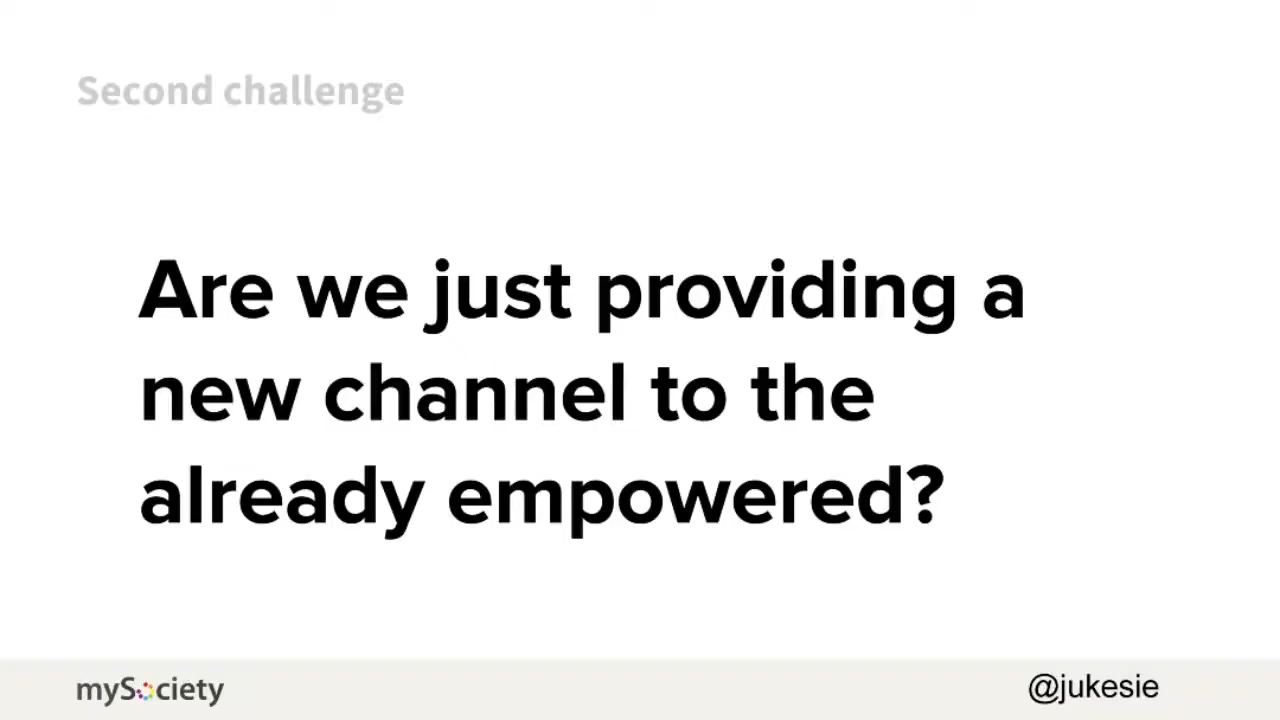 Second challenge
Are we just providing a
new channel to the
already empowered?
mySociety
@jukesie